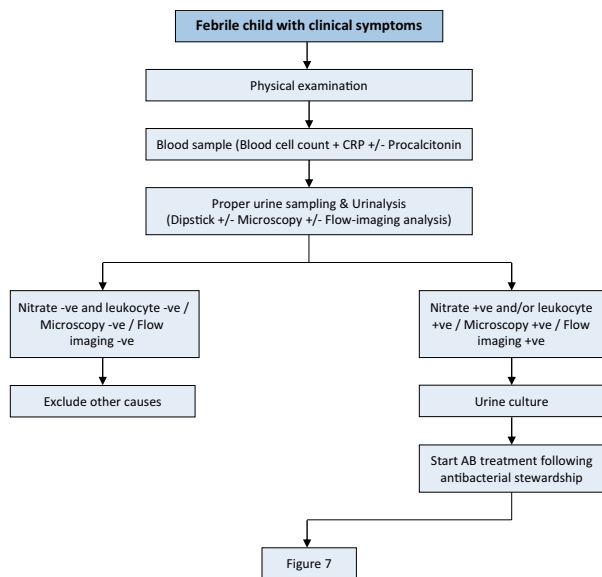 Febrile child with clinical symptoms
Physical examination
Blood sample (Blood cell count + CRP +/- Procalcitonin
Proper urine sampling & Urinalysis
(Dipstick +/- Microscopy +/- Flow-imaging analysis)
Nitrate -ve and leukocyte -ve /
Microscopy -ve / Flow
imaging -ve
Exclude other causes
Nitrate +ve and/or leukocyte
+ve / Microscopy +ve / Flow
imaging +ve
Urine culture
Start AB treatment following
antibacterial stewardship
Figure 7